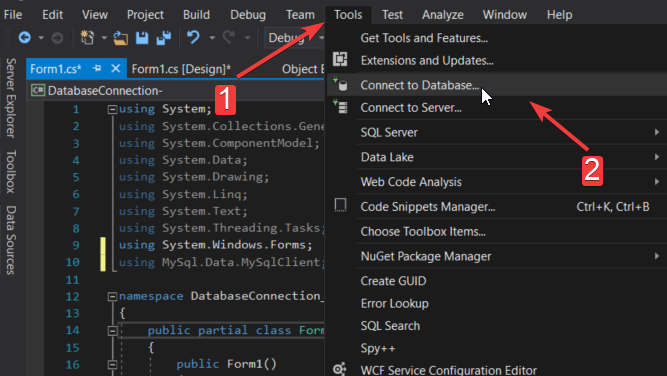 File Edit View Project Build Debug Team Tools Test Analyze Window Help
Debug
Form1.cs* Form1.cs [Design]* Object
DatabaseConnection-
Server Explorer
Toolbox
Data Sources
1 using System;
2 using System.Collections.Gene
3 using System.ComponentModel;
4 using System.Data;
5 using System.Drawing;
6 using System.Linq;
7 using System.Text;
8 using System.Threading.Tasks;
9 using System.Windows.Forms;
10 using MySql.Data.MySqlClient;
11
12 namespace DatabaseConnection_
13 {
14 public partial class Form
15 {
16 public Form1()
Get Tools and Features...
Extensions and Updates...
Connect to Database...
Connect to Server...
SQL Server
Data Lake
Web Code Analysis
Code Snippets Manager... Ctrl+K, Ctrl+B
Choose Toolbox Items...
NuGet Package Manager
Create GUID
Error Lookup
SQL Search
Spy++
WCF Service Configuration Editor
1
2